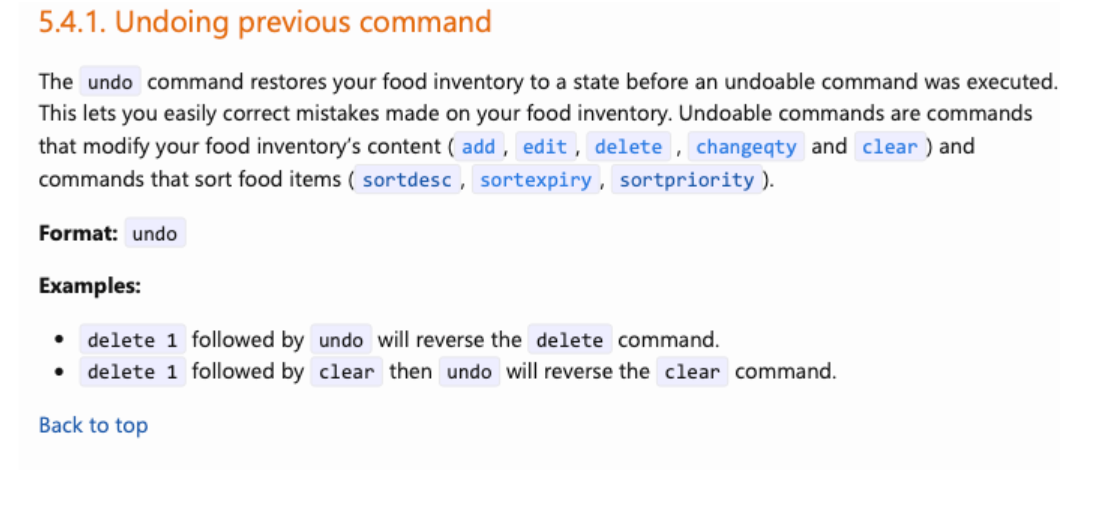 5.4.1. Undoing previous command
The undo command restores your food inventory to a state before an undoable command was executed.
This lets you easily correct mistakes made on your food inventory. Undoable commands are commands
that modify your food inventory's content ( add , edit , delete , changeqty and clear ) and
commands that sort food items ( sortdesc , sortexpiry , sortpriority ).
Format: undo
Examples:
• delete 1 followed by undo will reverse the delete command.
• delete 1 followed by clear then undo will reverse the clear command.
Back to top